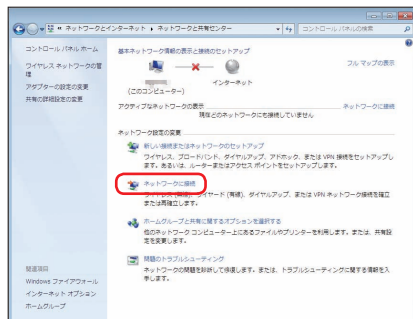 ネットワークとインターネット ▸ ネットワークと共有センター
コントロール パネルの検索
コントロール パネル ホーム
ワイヤレス ネットワークの管
理
アダプターの設定の変更
共有の詳細設定の変更
基本ネットワーク情報の表示と接続のセットアップ
フル マップの表示
インターネット
(このコンピューター)
アクティブなネットワークの表示
ネットワークに接続
現在どのネットワークにも接続していません
ネットワーク設定の変更
新しい接続またはネットワークのセットアップ
ワイヤレス、ブロードバンド、ダイヤルアップ、アドホック、または VPN 接続をセットアップし
ます。あるいは、ルーターまたはアクセス ポイントをセットアップします。
ネットワークに接続
ワイヤレス(無線)、ワイヤード (有線)、ダイヤルアップ、または VPN ネットワーク接続を確立
または再確立します。
ホームグループと共有に関するオプションを選択する
他のネットワーク コンピューター上にあるファイルやプリンターを利用します。または、共有設
定を変更します。
問題のトラブルシューティング
ネットワークの問題を診断して修復します。または、トラブルシューティングに関する情報を入
手します。
関連項目
Windows ファイアウォール
インターネット オプション
ホームグループ